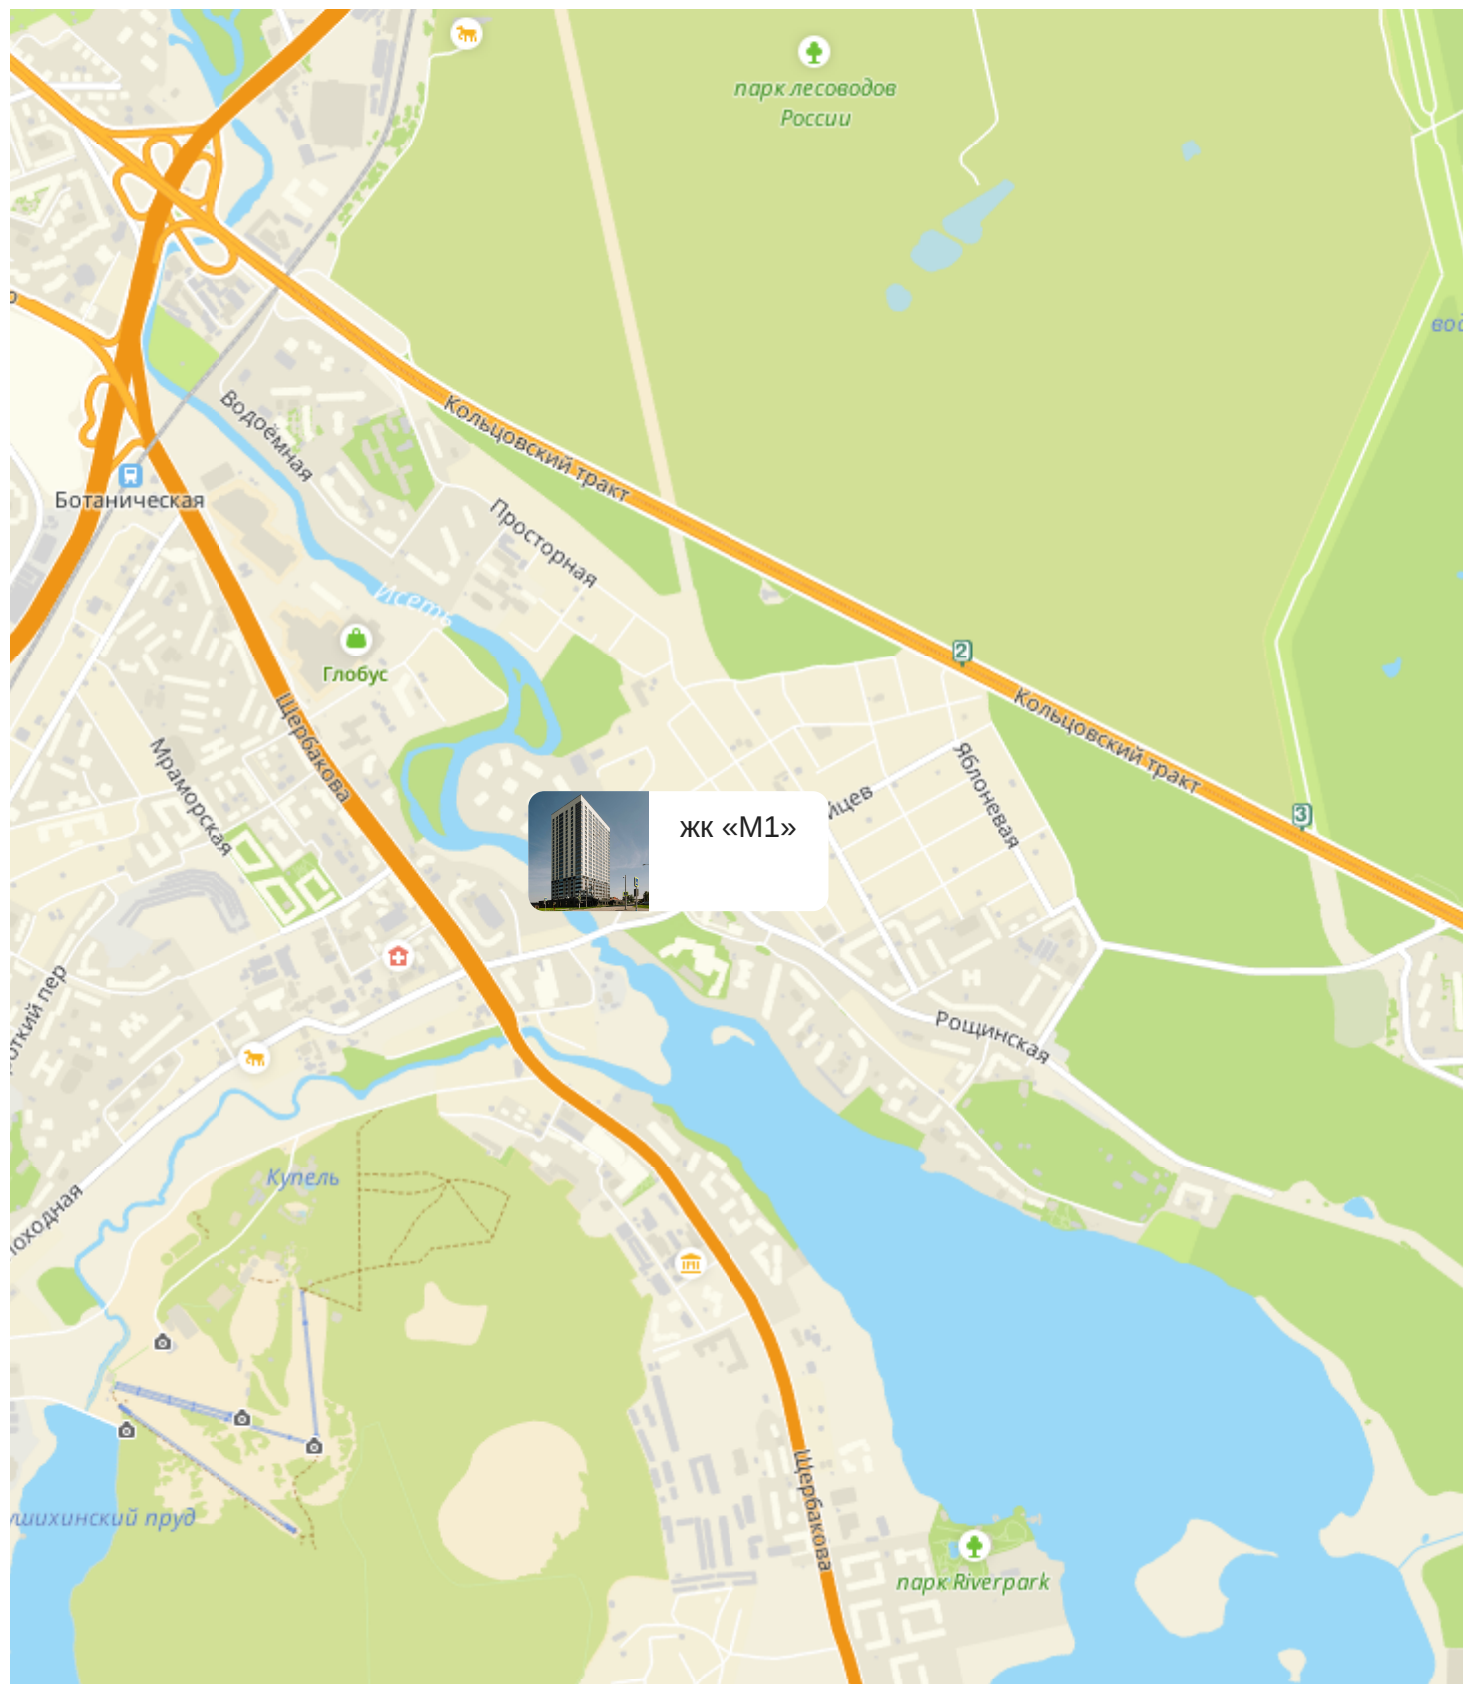 парк лесоводов
России
Водоёмная
Кольцовский тракт
Ботаническая
Просторная
Исеть
Глобус
2
Щербакова
Кольцовский тракт
Мраморская
Яблоневая
3
жк «М1»
Рощинская
Купель
Щербакова
пруд
парк Riverpark